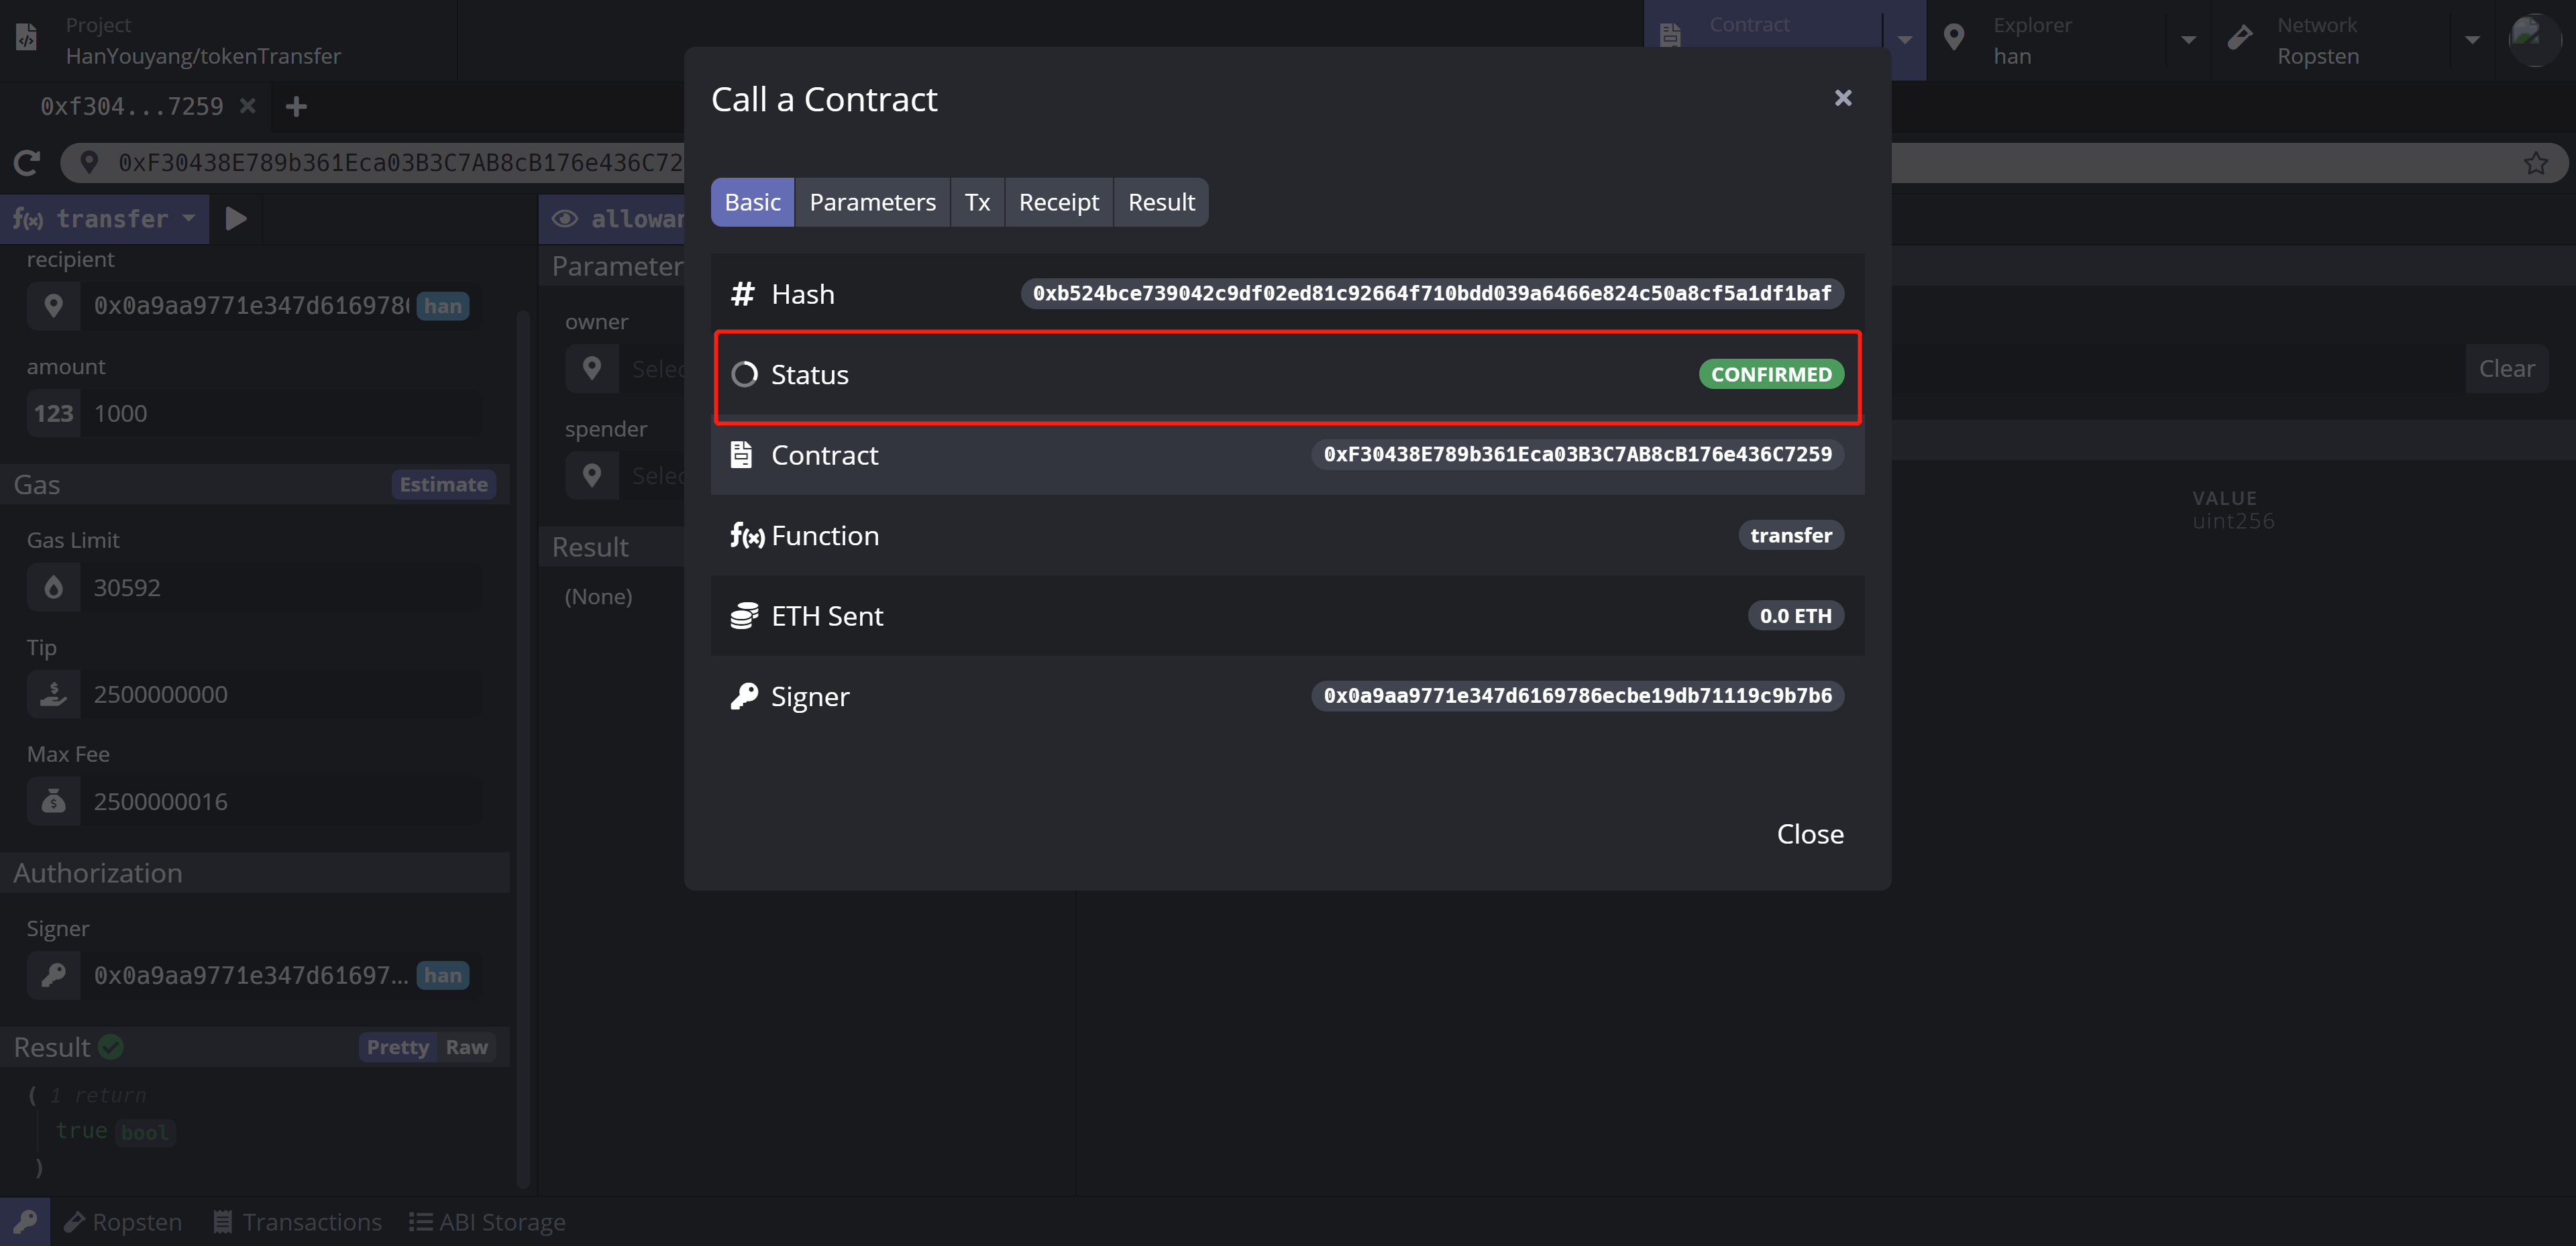 Project
HanYouyang/tokenTransfer
Contract
Explorer
han
Network
Ropsten
0xf304...7259
0xF30438E789b361Eca03B3C7AB8cB176e436C72
f(x) transfer
recipient
0x0a9aa9771e347d616978
han
amount
123 1000
Gas
Estimate
Gas Limit
30592
Tip
2500000000
Max Fee
2500000016
Authorization
Signer
0x0a9aa9771e347d61697...
han
Result
Pretty
Raw
( 1 return
true bool
)
allowan
Parameter
owner
Selec
spender
Selec
Result
(None)
Call a Contract
Basic
Parameters
Tx
Receipt
Result
# Hash
0xb524bce739042c9df02ed81c92664f710bdd039a6466e824c50a8cf5a1df1baf
Status
CONFIRMED
Contract
0xF30438E789b361Eca03B3C7AB8cB176e436C7259
f(x) Function
transfer
ETH Sent
0.0 ETH
Signer
0x0a9aa9771e347d6169786ecbe19db71119c9b7b6
Close
Clear
VALUE
uint256
Ropsten
Transactions
ABI Storage